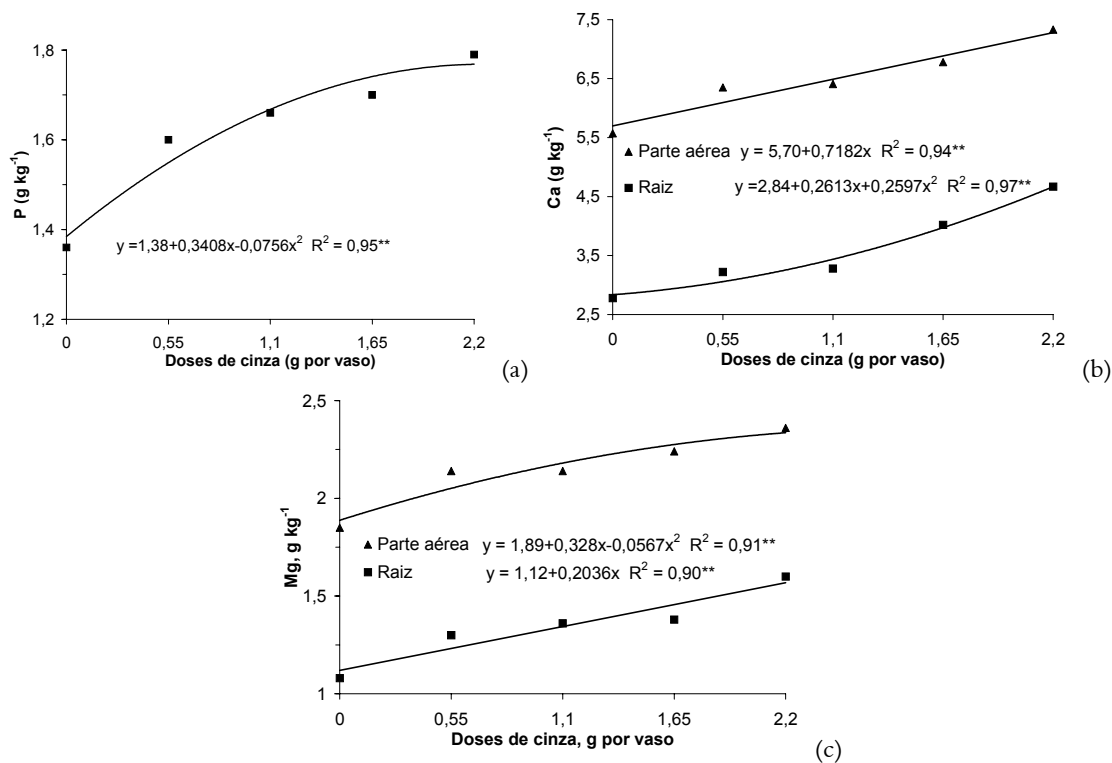 1,8
1,6
1,4
1,2
P (g kg⁻¹)
y =1,38+0,3408x-0,0756x² R² = 0,95**
0 0,55 1,1 1,65 2,2
Doses de cinza (g por vaso)
(a)
7,5
6,5
5,5
4,5
3,5
2,5
Ca (g kg⁻¹)
▲ Parte aérea y = 5,70+0,7182x R² = 0,94**
■ Raiz y =2,84+0,2613x+0,2597x² R² = 0,97**
0 0,55 1,1 1,65 2,2
Doses de cinza (g por vaso)
(b)
2,5
2
1,5
1
Mg, g kg⁻¹
▲ Parte aérea y = 1,89+0,328x-0,0567x² R² = 0,91**
■ Raiz y = 1,12+0,2036x R² = 0,90**
0 0,55 1,1 1,65 2,2
Doses de cinza, g por vaso
(c)